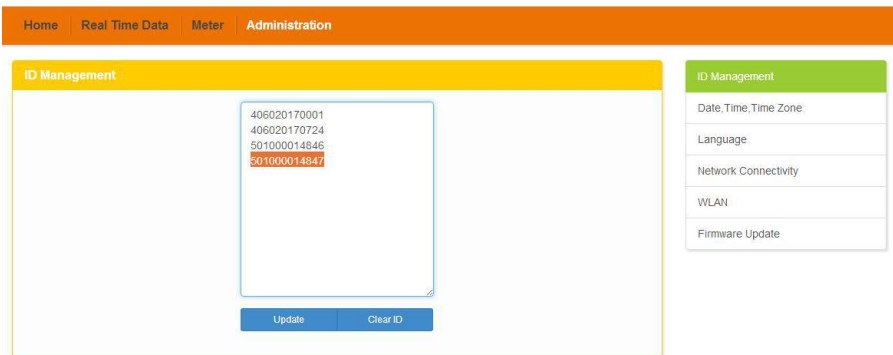 Home Real Time Data Meter Administration
ID Management
406020170001
406020170724
501000014846
501000014847
Update Clear ID
ID Management
Date,Time,Time Zone
Language
Network Connectivity
WLAN
Firmware Update